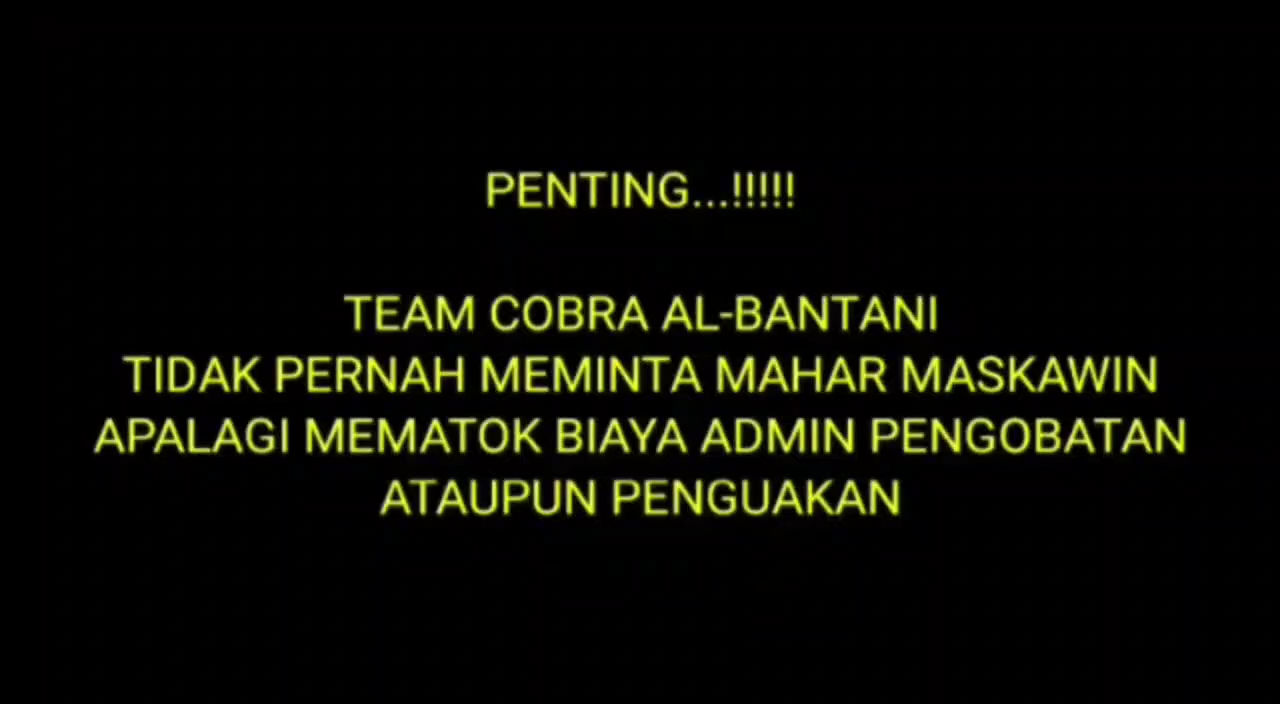 PENTING...!!!!!
TEAM COBRA AL-BANTANI
TIDAK PERNAH MEMINTA MAHAR MASKAWIN
APALAGI MEMATOK BIAYA ADMIN PENGOBATAN
ATAUPUN PENGUAKAN